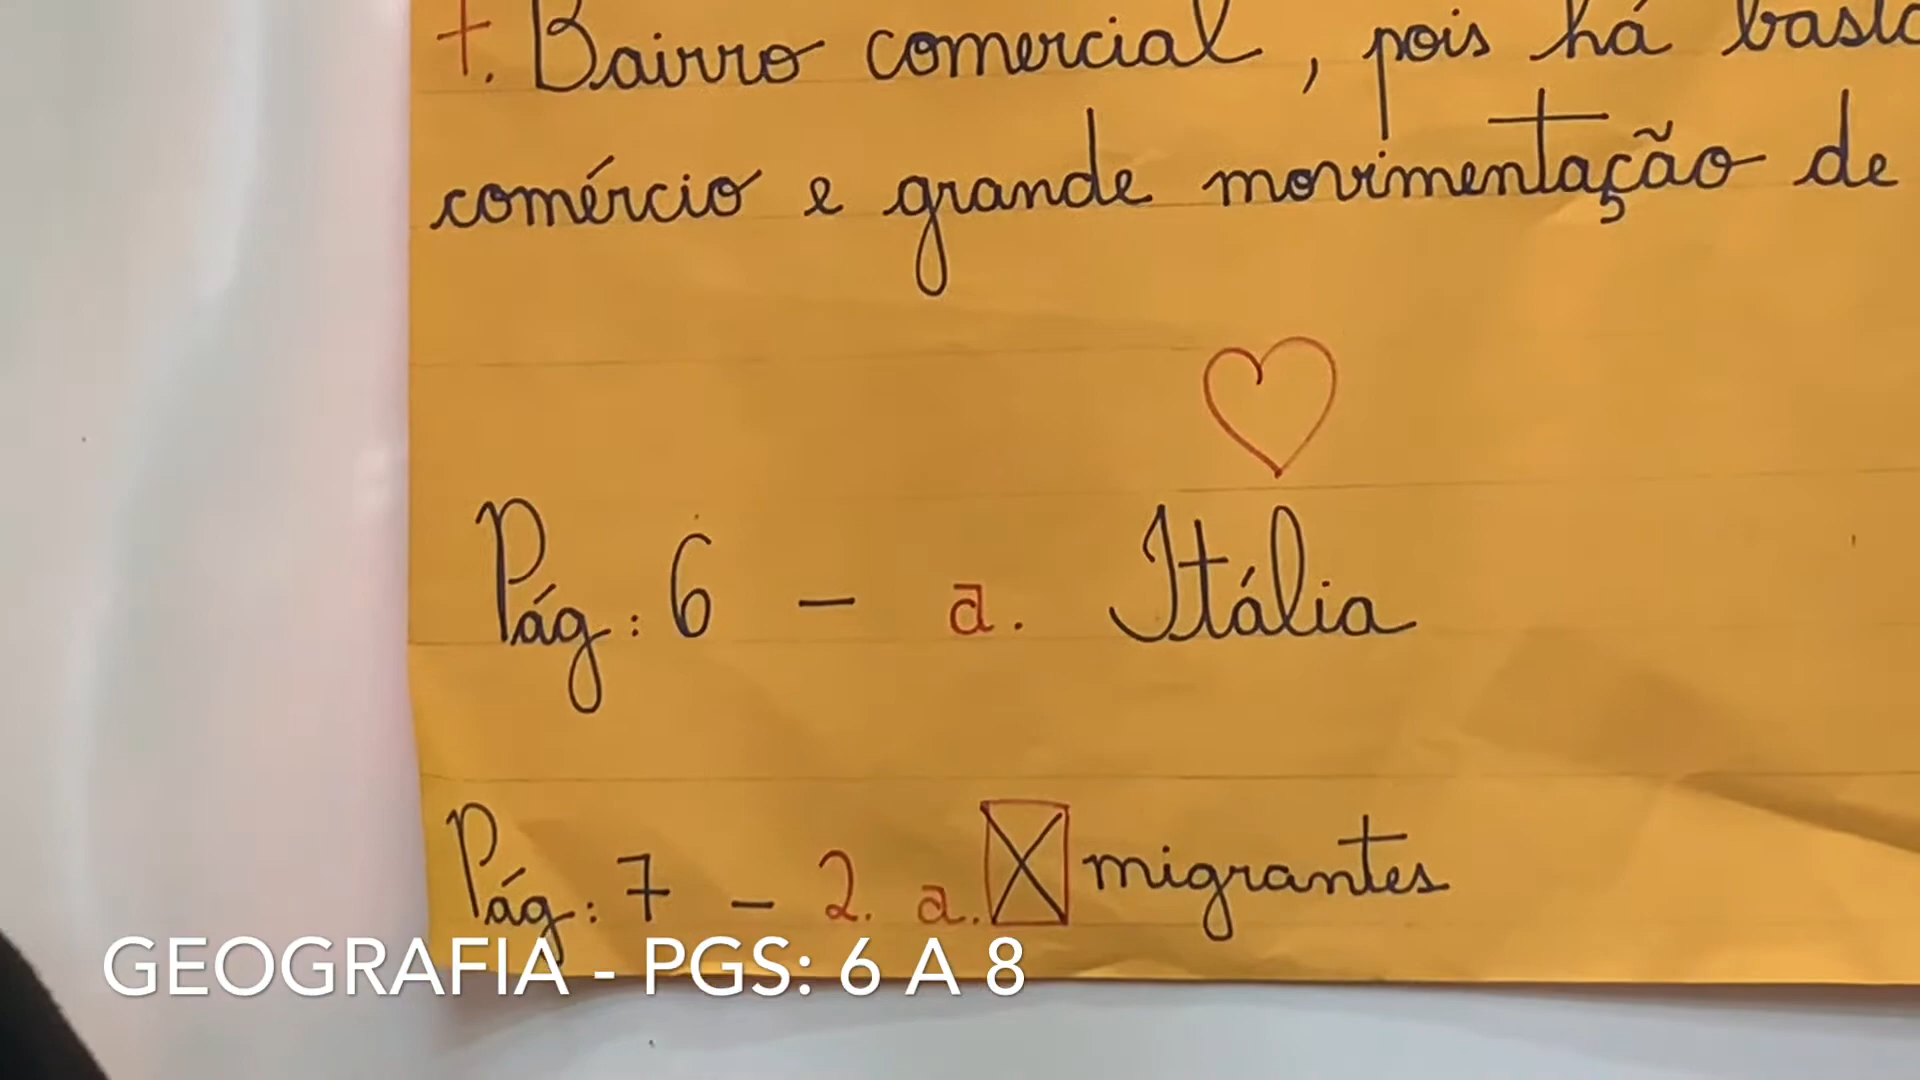 Bairro comercial, pois há
comércio e grande movimentação de
Pág: 6 - a. Itália
Pág: 7 - 2. a. migrantes
GEOGRAFIA - PGS: 6 A 8